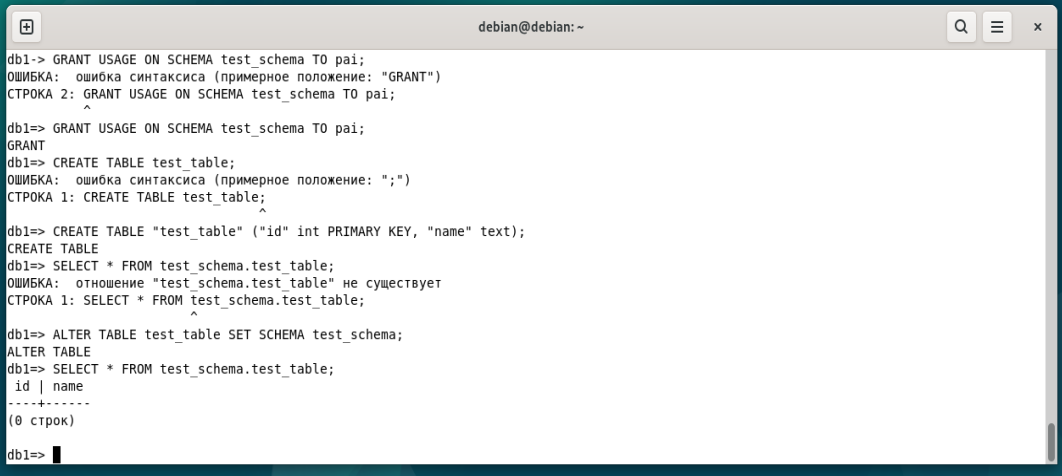 debian@debian: ~
db1-> GRANT USAGE ON SCHEMA test_schema TO pai;
ОШИБКА:  ошибка синтаксиса (примерное положение: "GRANT")
СТРОКА 2: GRANT USAGE ON SCHEMA test_schema TO pai;
          ^
db1=> GRANT USAGE ON SCHEMA test_schema TO pai;
GRANT
db1=> CREATE TABLE test_table;
ОШИБКА:  ошибка синтаксиса (примерное положение: ";")
СТРОКА 1: CREATE TABLE test_table;
                                 ^
db1=> CREATE TABLE "test_table" ("id" int PRIMARY KEY, "name" text);
CREATE TABLE
db1=> SELECT * FROM test_schema.test_table;
ОШИБКА:  отношение "test_schema.test_table" не существует
СТРОКА 1: SELECT * FROM test_schema.test_table;
                        ^
db1=> ALTER TABLE test_table SET SCHEMA test_schema;
ALTER TABLE
db1=> SELECT * FROM test_schema.test_table;
 id | name
----+------
(0 строк)
db1=>